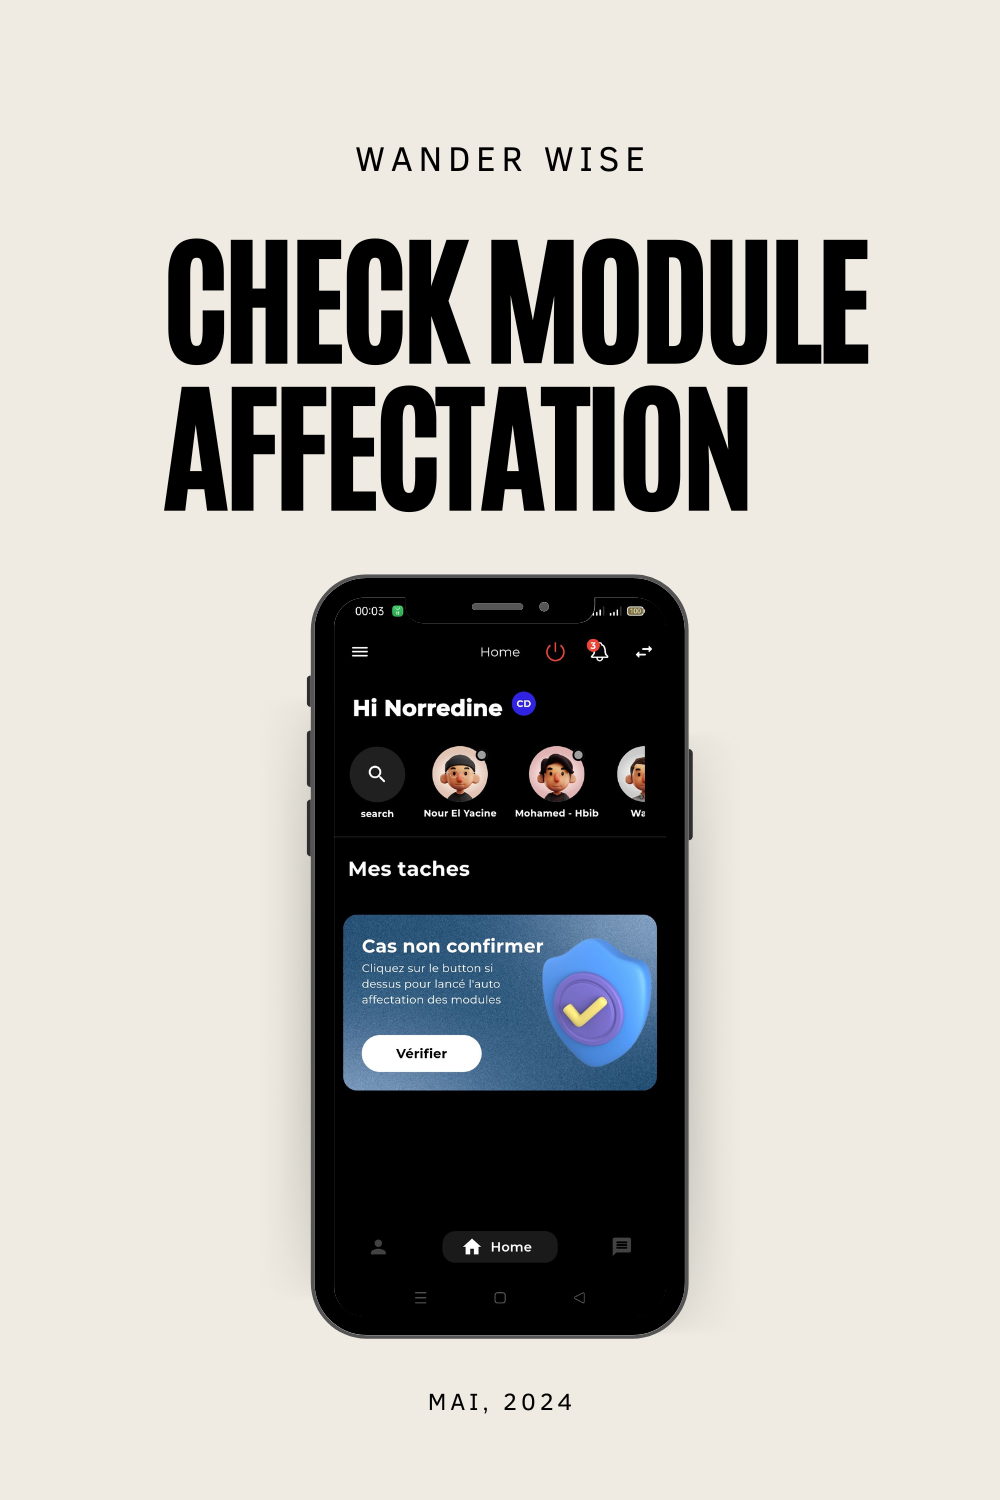 WANDER WISE
CHECK MODULE
AFFECTATION
00:03
100
Home
3
Hi Norredine
CD
search
Nour El Yacine
Mohamed - Hbib
Wa
Mes taches
Cas non confirmer
Cliquez sur le button si
dessus pour lancé l'auto
affectation des modules
Vérifier
Home
MAI, 2024